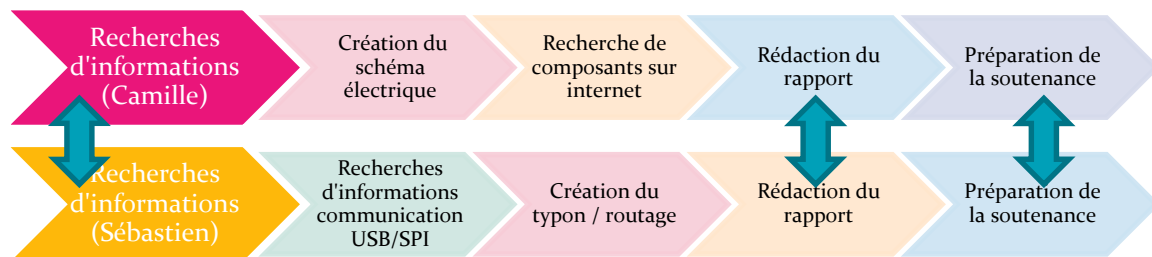 Recherches
d'informations
(Camille)
Création du
schéma
électrique
Recherche de
composants sur
internet
Rédaction du
rapport
Préparation de
la soutenance
Recherches
d'informations
(Sébastien)
Recherches
d'informations
communication
USB/SPI
Création du
typon / routage
Rédaction du
rapport
Préparation de
la soutenance